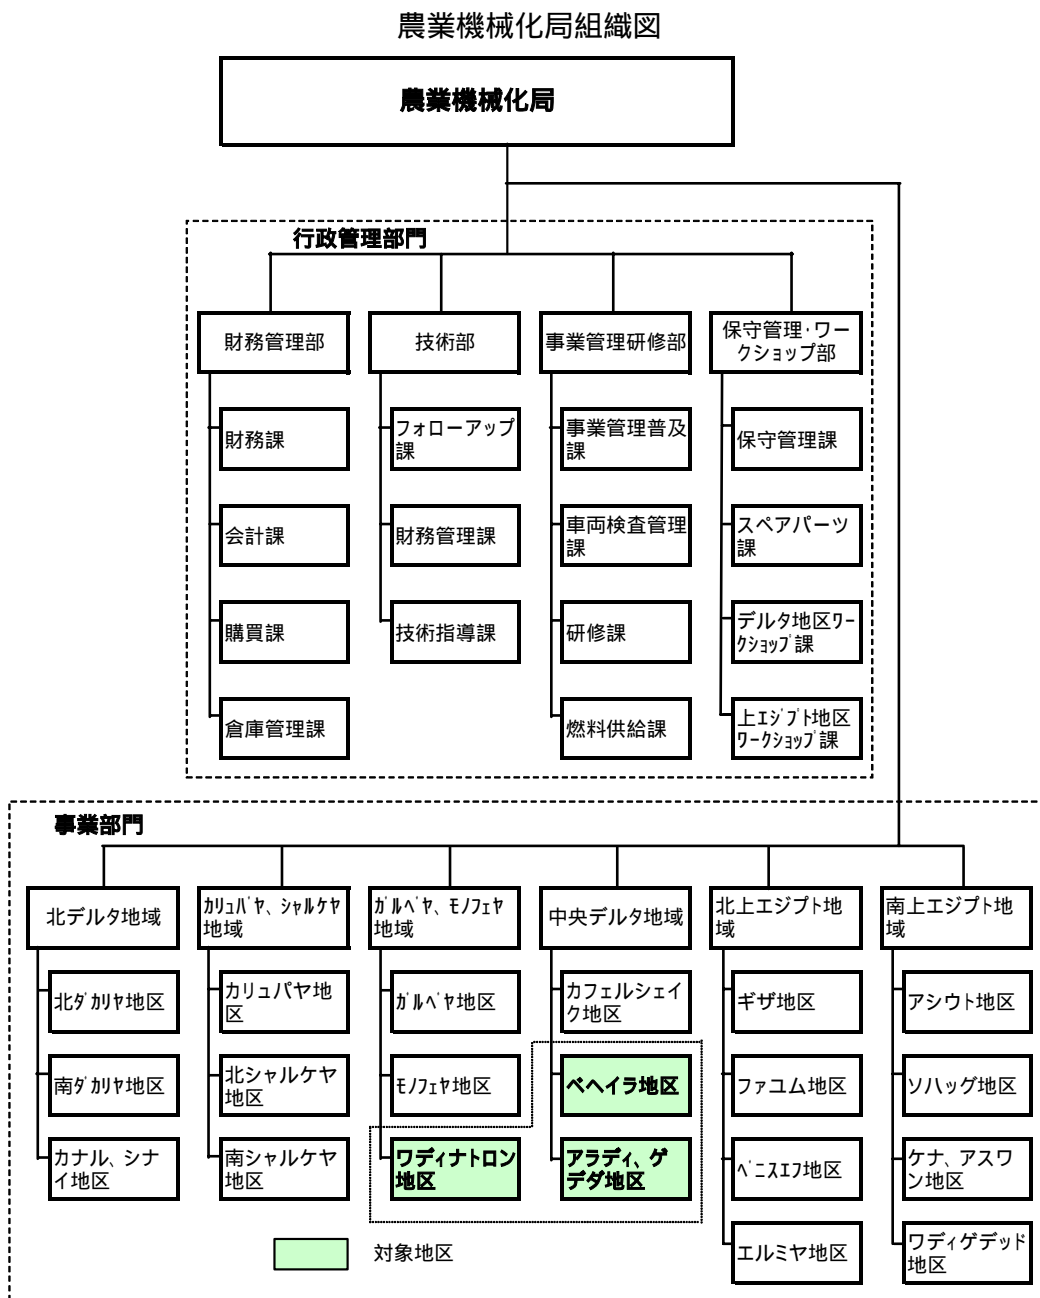 農業機械化局組織図
農業機械化局
行政管理部門
財務管理部
技術部
事業管理研修部
保守管理・ワー
クショップ部
財務課
フォローアップ
課
事業管理普及
課
保守管理課
会計課
財務管理課
車両検査管理
課
スペアパーツ
課
購買課
技術指導課
研修課
デルタ地区ワー
クショップ課
倉庫管理課
燃料供給課
上エジプト地区
ワークショップ課
事業部門
北デルタ地域
カリュパヤ、シャルケヤ
地域
ガルベヤ、モノフェヤ
地域
中央デルタ地域
北上エジプト地
域
南上エジプト地
域
北ダカリヤ地区
カリュパヤ地
区
ガルベヤ地区
カフェルシェイ
ク地区
ギザ地区
アシウト地区
南ダカリヤ地区
北シャルケヤ
地区
モノフェヤ地区
ベヘイラ地区
ファユム地区
ソハッグ地区
カナル、シナ
イ地区
南シャルケヤ
地区
ワディナトロン
地区
アラディ、ゲ
デダ地区
ベニスエフ地区
ケナ、アスワ
ン地区
エルミヤ地区
ワディゲデッド
地区
対象地区